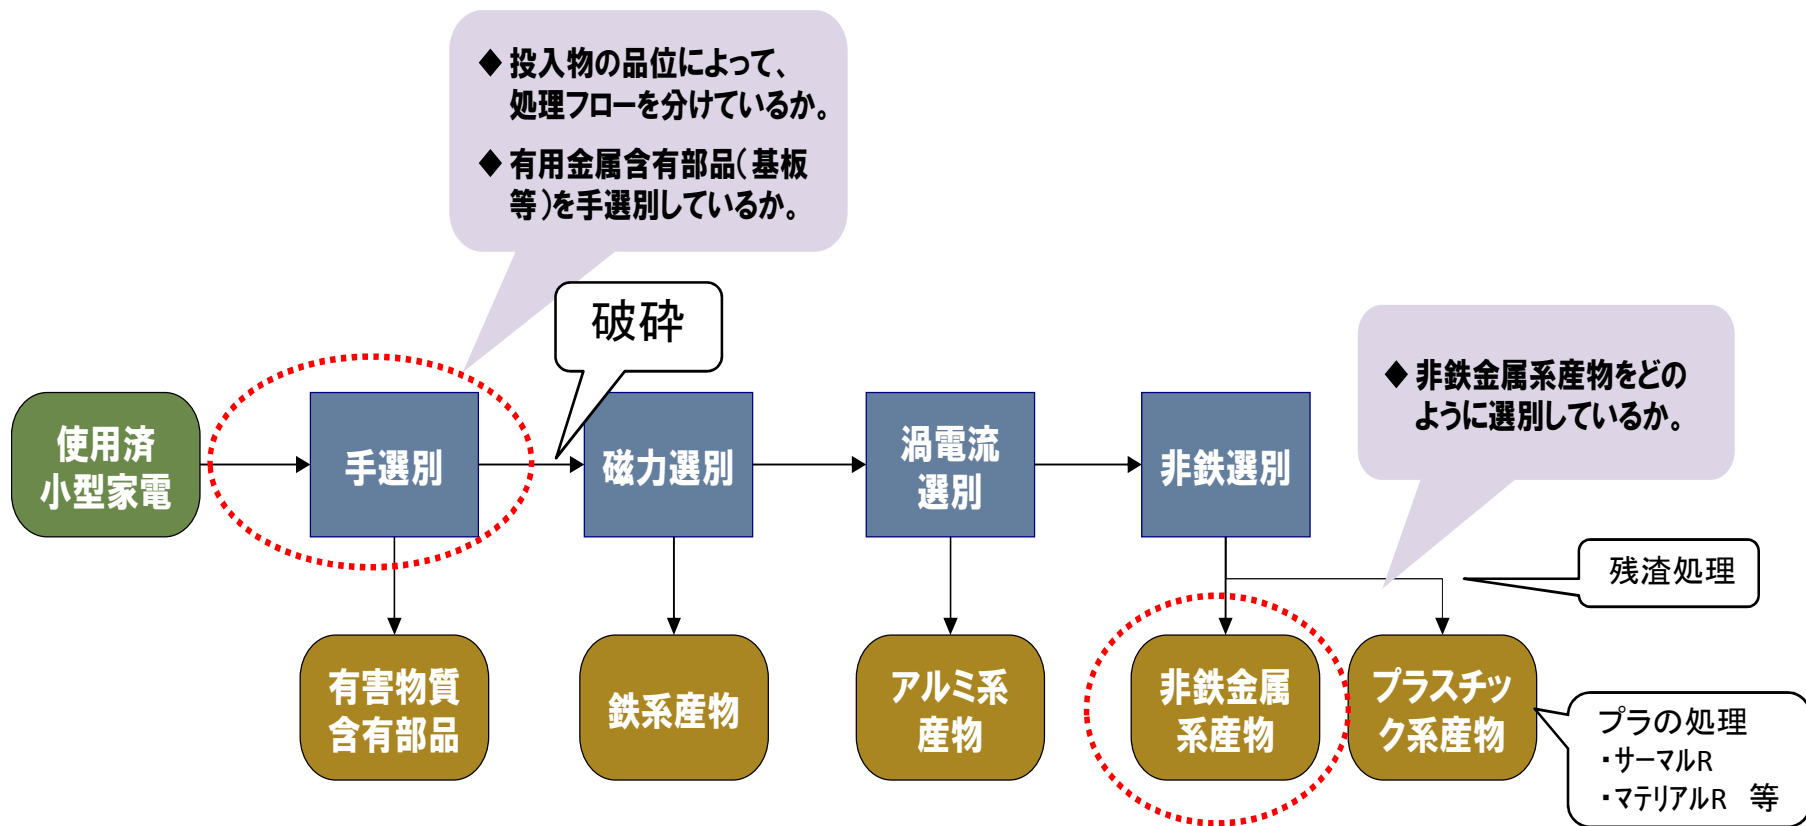 ◆ 投入物の品位によって、
処理フローを分けているか。
◆ 有用金属含有部品(基板
等)を手選別しているか。
破砕
◆ 非鉄金属系産物をどの
ように選別しているか。
使用済
小型家電
手選別
磁力選別
渦電流
選別
非鉄選別
残渣処理
有害物質
含有部品
鉄系産物
アルミ系
産物
非鉄金属
系産物
プラスチッ
ク系産物
プラの処理
・サーマルR
・マテリアルR 等